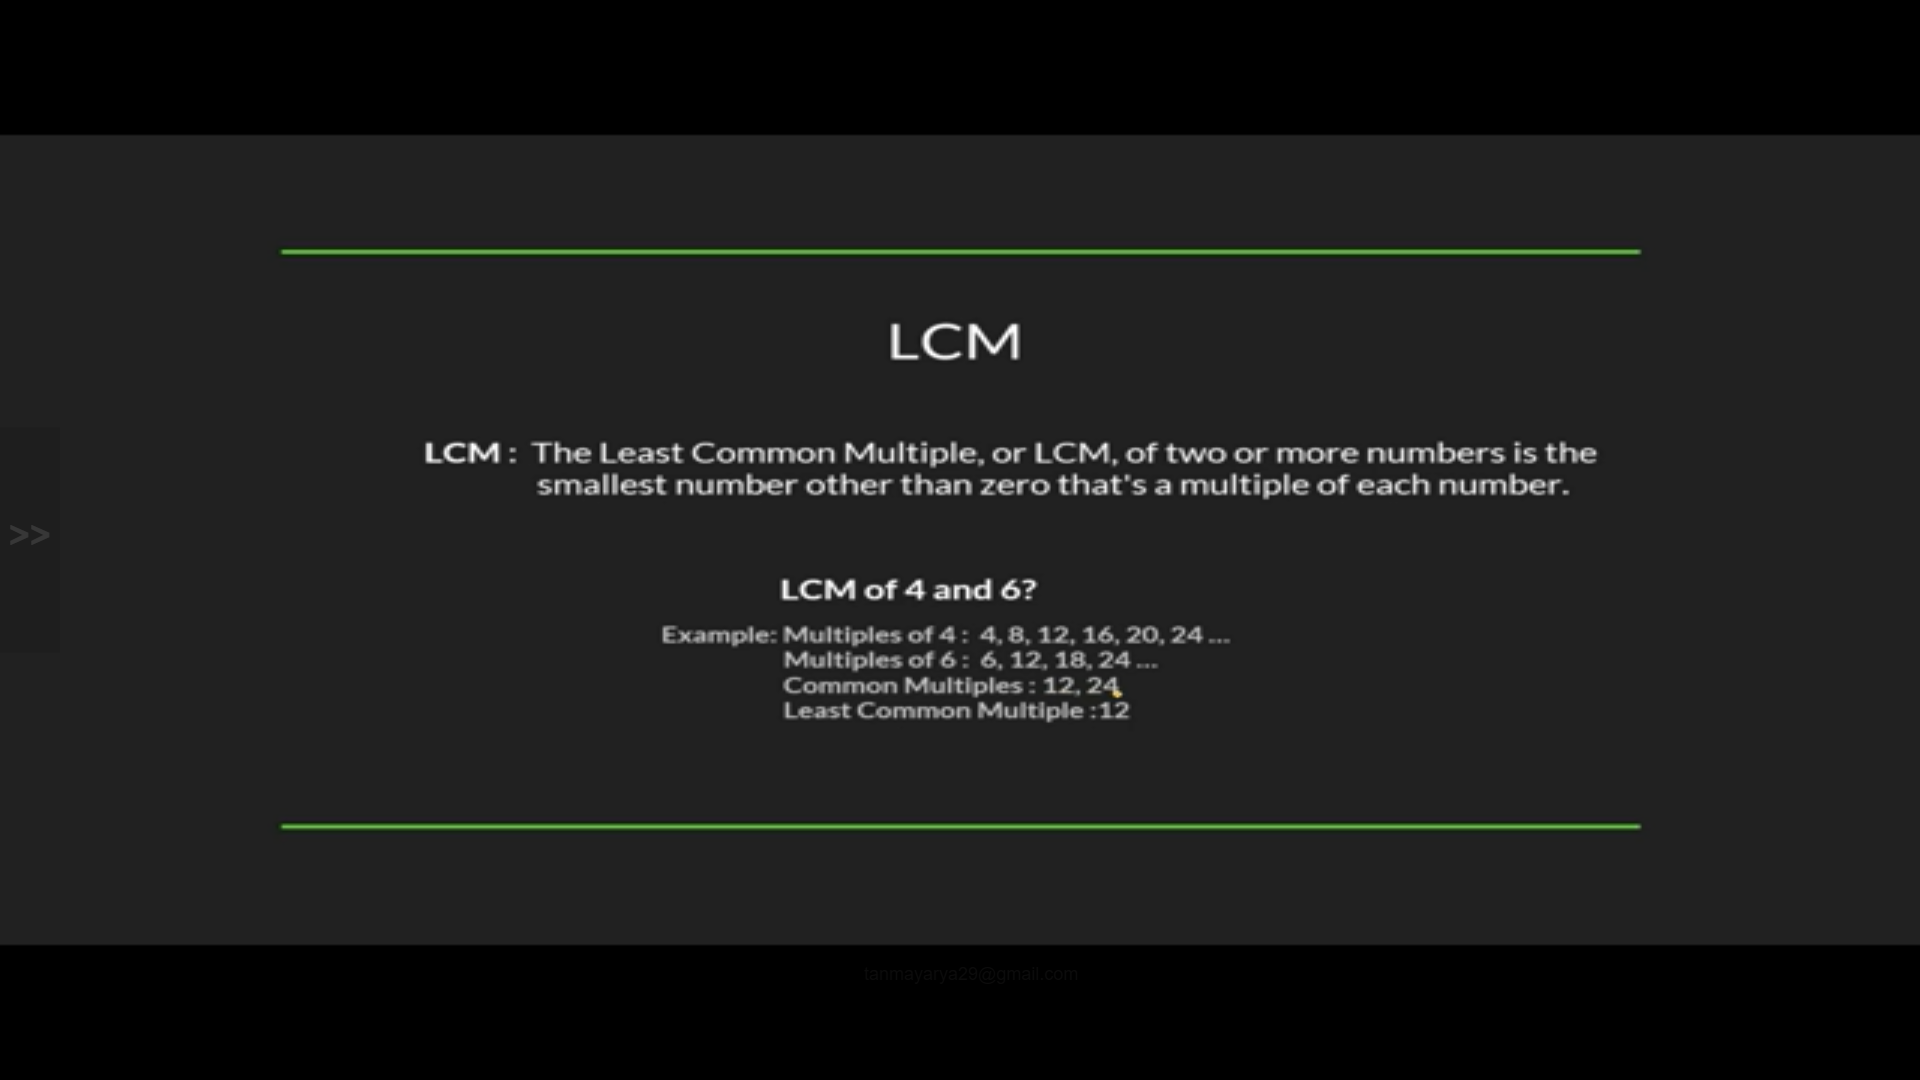 LCM
LCM : The Least Common Multiple, or LCM, of two or more numbers is the
smallest number other than zero that's a multiple of each number.
>>
LCM of 4 and 6?
Example: Multiples of 4 : 4, 8, 12, 16, 20, 24 ...
Multiples of 6 : 6, 12, 18, 24 ...
Common Multiples : 12, 24
Least Common Multiple :12
tanmayarya29@gmail.com